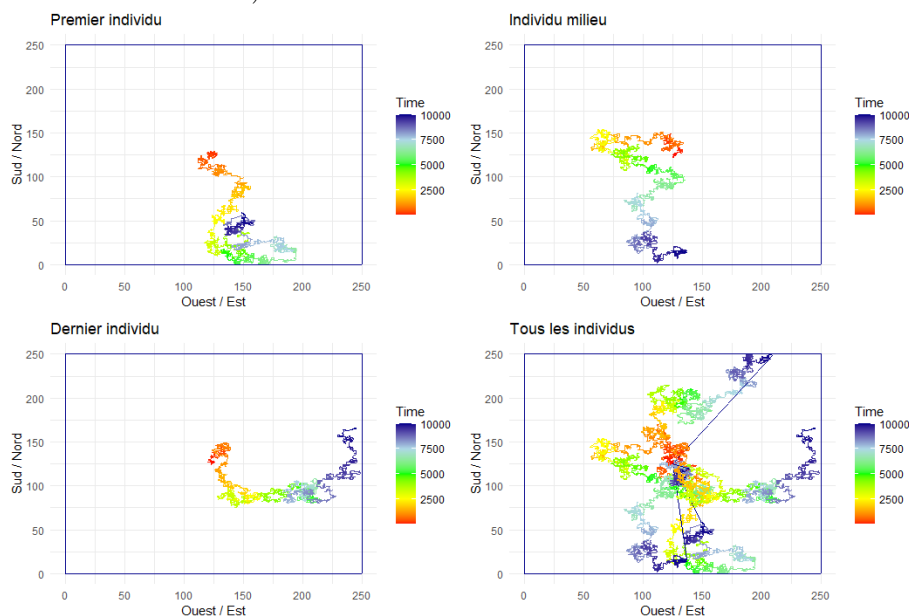 Premier individu
250
200
150
100
50
0
Sud / Nord
0 50 100 150 200 250
Ouest / Est
Time
10000
7500
5000
2500
Individu milieu
250
200
150
100
50
0
Sud / Nord
0 50 100 150 200 250
Ouest / Est
Time
10000
7500
5000
2500
Dernier individu
250
200
150
100
50
0
Sud / Nord
0 50 100 150 200 250
Ouest / Est
Time
10000
7500
5000
2500
Tous les individus
250
200
150
100
50
0
Sud / Nord
0 50 100 150 200 250
Ouest / Est
Time
10000
7500
5000
2500